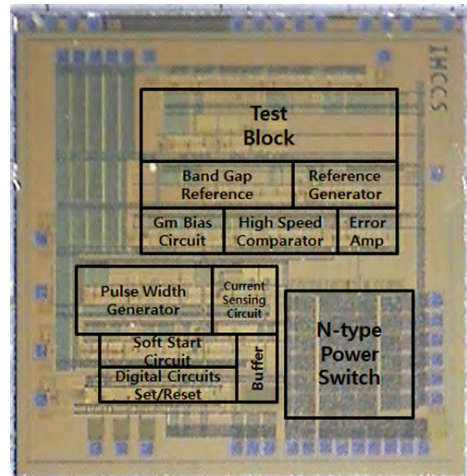 IMCCS
Test
Block
Band Gap
Reference
Reference
Generator
Gm Bias
Circuit
High Speed
Comparator
Error
Amp
Pulse Width
Generator
Current
Sensing
Circuit
Soft Start
Circuit
Digital Circuits
Set/Reset
Buffer
N-type
Power
Switch